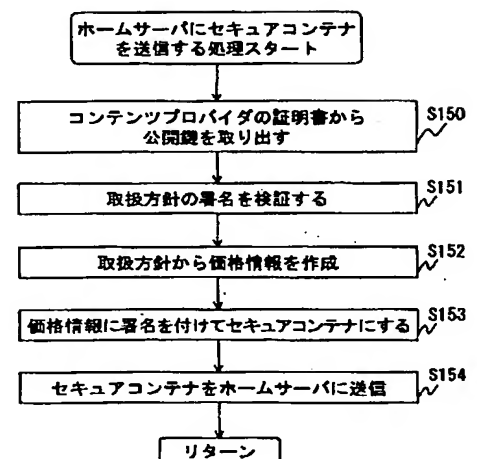 ホームサーバにセキュアコンテナ
を送信する処理スタート
コンテンツプロバイダの証明書から
公開鍵を取り出す
S150
取扱方針の署名を検証する
S151
取扱方針から価格情報を作成
S152
価格情報に署名を付けてセキュアコンテナにする
S153
セキュアコンテナをホームサーバに送信
S154
リターン